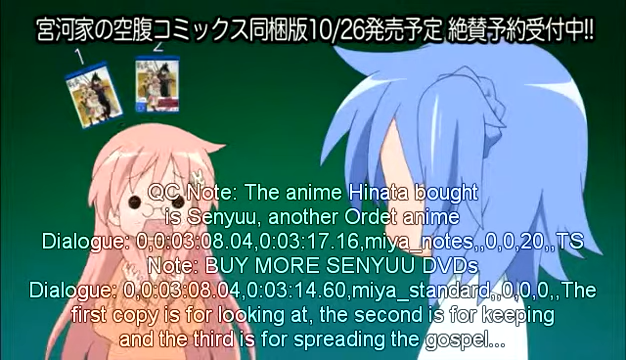 宮河家の空腹コミックス同梱版10/26発売予定 絶賛予約受付中!!
1 2
QC Note: The anime Hinata bought
is Senyuu, another Ordet anime
Dialogue: 0,0:03:08.04,0:03:17.16,miya_notes,,0,0,20,,TS
Note: BUY MORE SENYUU DVDs
Dialogue: 0,0:03:08.04,0:03:14.60,miya_standard,,0,0,0,,The
first copy is for looking at, the second is for keeping
and the third is for spreading the gospel...